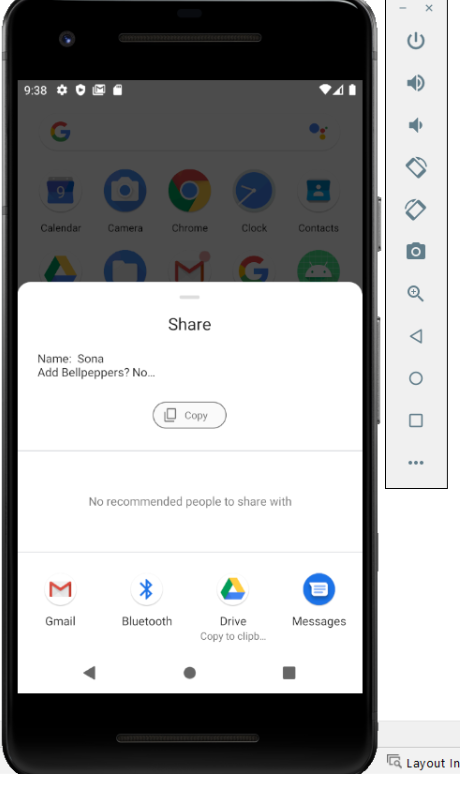 9:38
9
Calendar
Camera
Chrome
Clock
Contacts
Share
Name: Sona
Add Bellpeppers? No...
Copy
No recommended people to share with
Gmail
Bluetooth
Drive
Messages
Copy to clipb...
Layout In